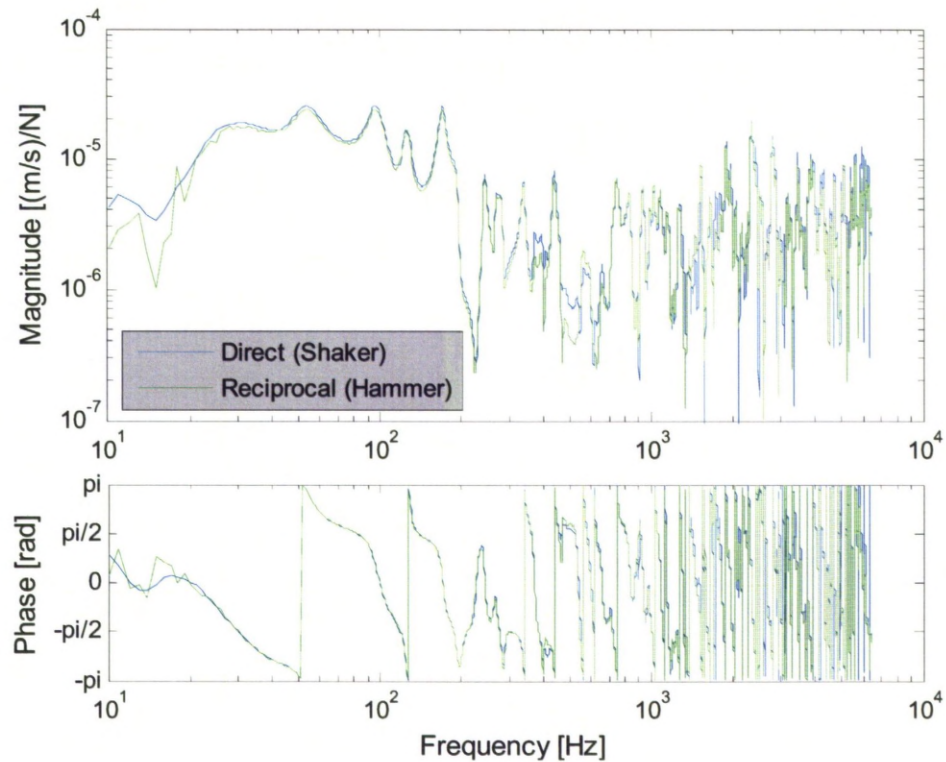 10^-4
10^-5
10^-6
10^-7
Magnitude [(m/s)/N]
Direct (Shaker)
Reciprocal (Hammer)
10^1
10^2
10^3
10^4
pi
pi/2
0
-pi/2
-pi
Phase [rad]
10^1
10^2
10^3
10^4
Frequency [Hz]